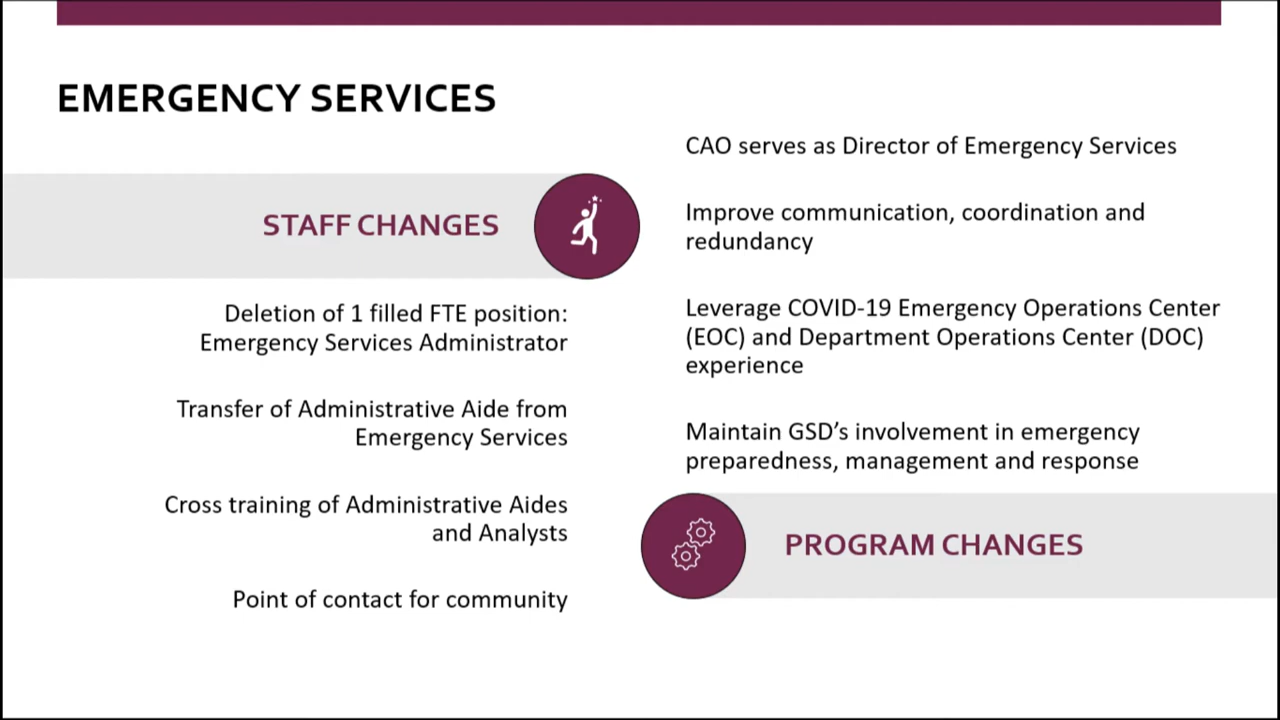 EMERGENCY SERVICES
STAFF CHANGES
Deletion of 1 filled FTE position:
Emergency Services Administrator
Transfer of Administrative Aide from
Emergency Services
Cross training of Administrative Aides
and Analysts
Point of contact for community
CAO serves as Director of Emergency Services
Improve communication, coordination and
redundancy
Leverage COVID-19 Emergency Operations Center
(EOC) and Department Operations Center (DOC)
experience
Maintain GSD’s involvement in emergency
preparedness, management and response
PROGRAM CHANGES